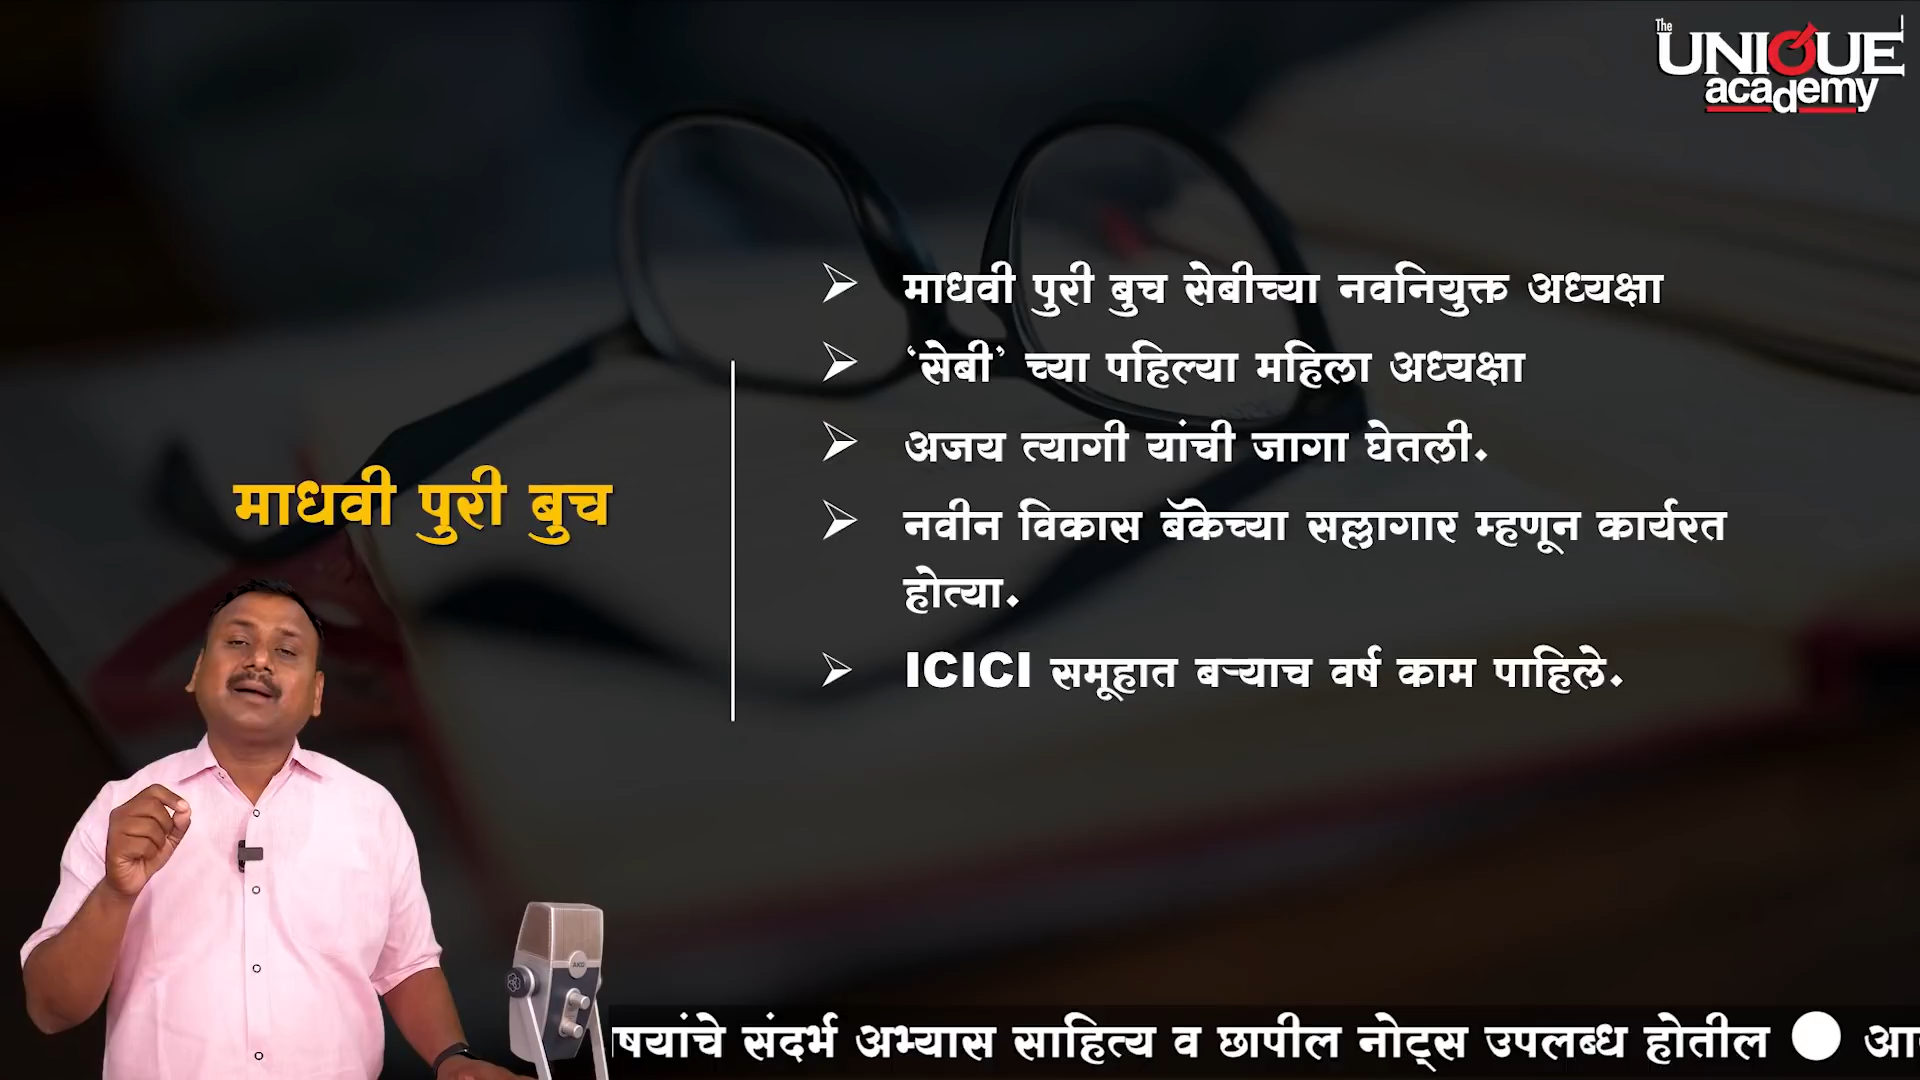 The
UNIQUE
academy
माधवी पुरी बुच सेबीच्या नवनियुक्त अध्यक्षा
'सेबी' च्या पहिल्या महिला अध्यक्षा
अजय त्यागी यांची जागा घेतली.
माधवी पुरी बुच
नवीन विकास बॅंकेच्या सल्लागार म्हणून कार्यरत
होत्या.
ICICI समूहात बऱ्याच वर्ष काम पाहिले.
AKG
संदर्भ अभ्यास साहित्य व छापील नोट्स उपलब्ध होतील